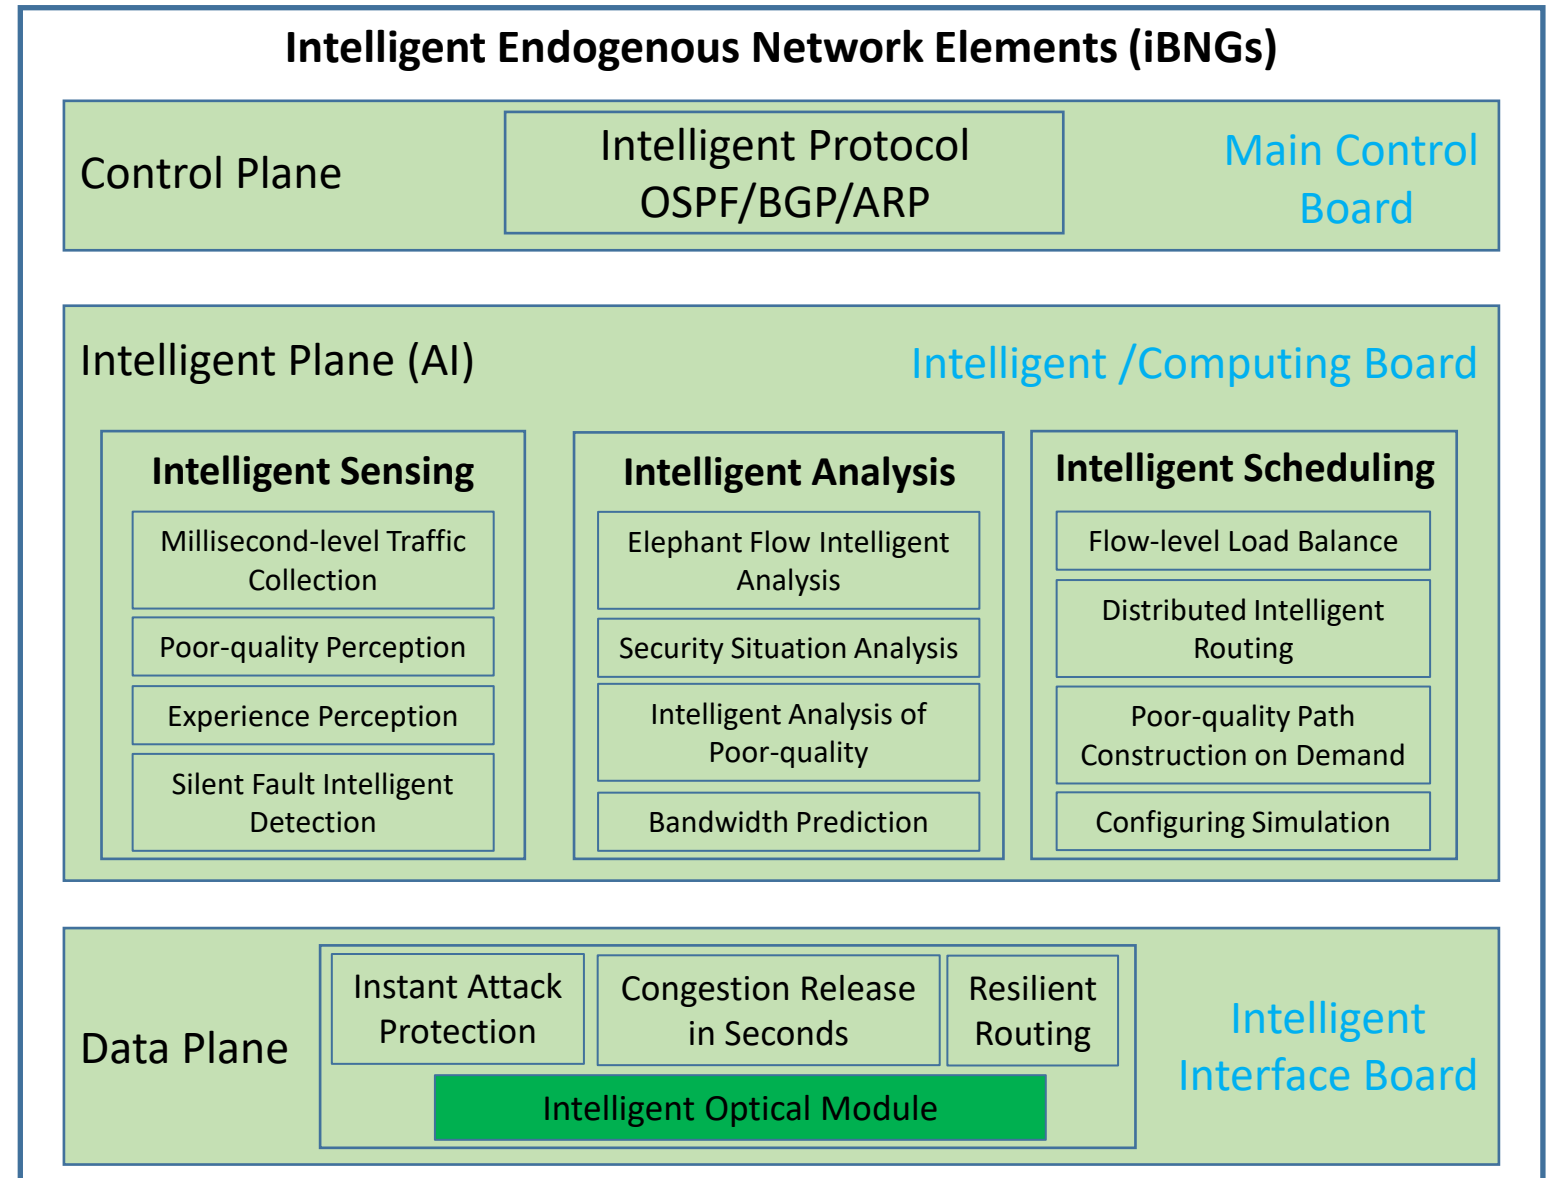 Intelligent Endogenous Network Elements (iBNGs)
Control Plane
Intelligent Protocol
OSPF/BGP/ARP
Main Control
Board
Intelligent Plane (AI)
Intelligent /Computing Board
Intelligent Sensing
Millisecond-level Traffic
Collection
Poor-quality Perception
Experience Perception
Silent Fault Intelligent
Detection
Intelligent Analysis
Elephant Flow Intelligent
Analysis
Security Situation Analysis
Intelligent Analysis of
Poor-quality
Bandwidth Prediction
Intelligent Scheduling
Flow-level Load Balance
Distributed Intelligent
Routing
Poor-quality Path
Construction on Demand
Configuring Simulation
Data Plane
Instant Attack
Protection
Congestion Release
in Seconds
Resilient
Routing
Intelligent Optical Module
Intelligent
Interface Board